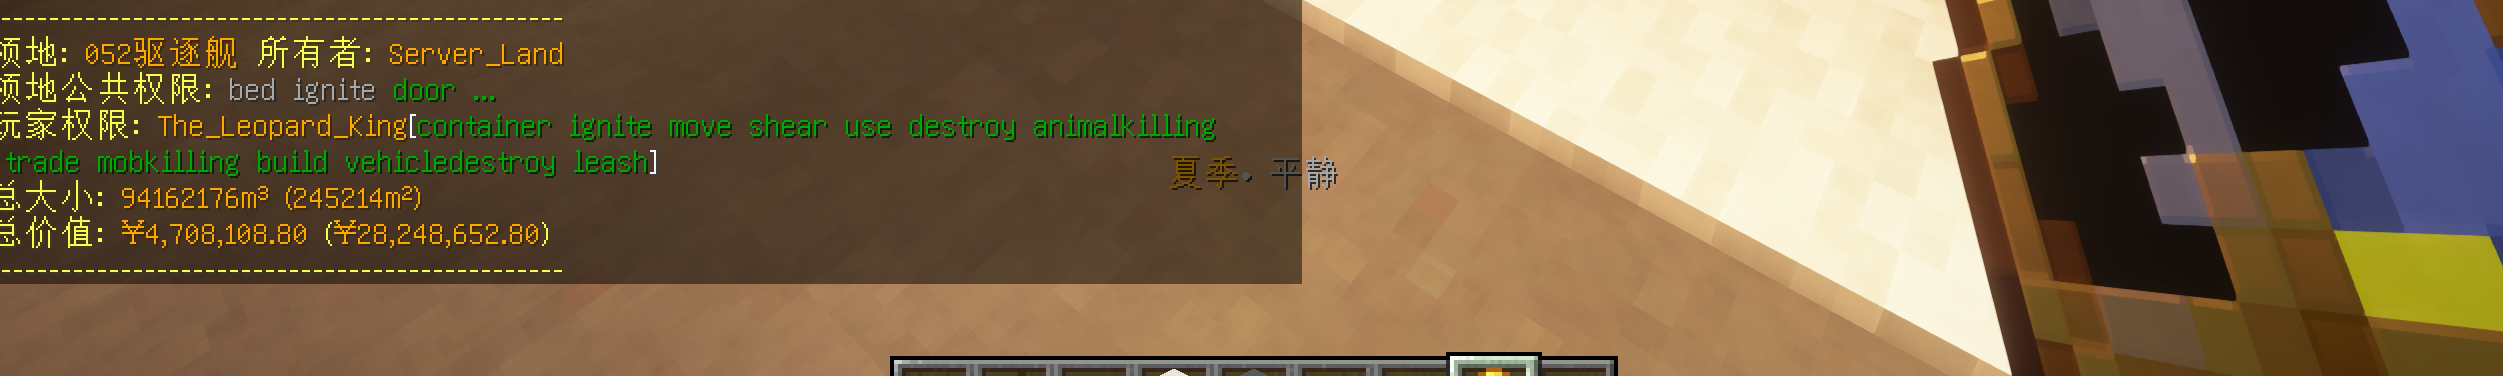 领地: 052驱逐舰 所有者: Server_Land
领地公共权限: bed ignite door ...
玩家权限: The_Leopard_King[container ignite move shear use destroy animalkilling
trade mobkilling build vehicledestroy leash]
夏季• 平静
总大小: 94162176m³ (245214m²)
总价值: ¥4,708,108.80 (¥28,248,652.80)